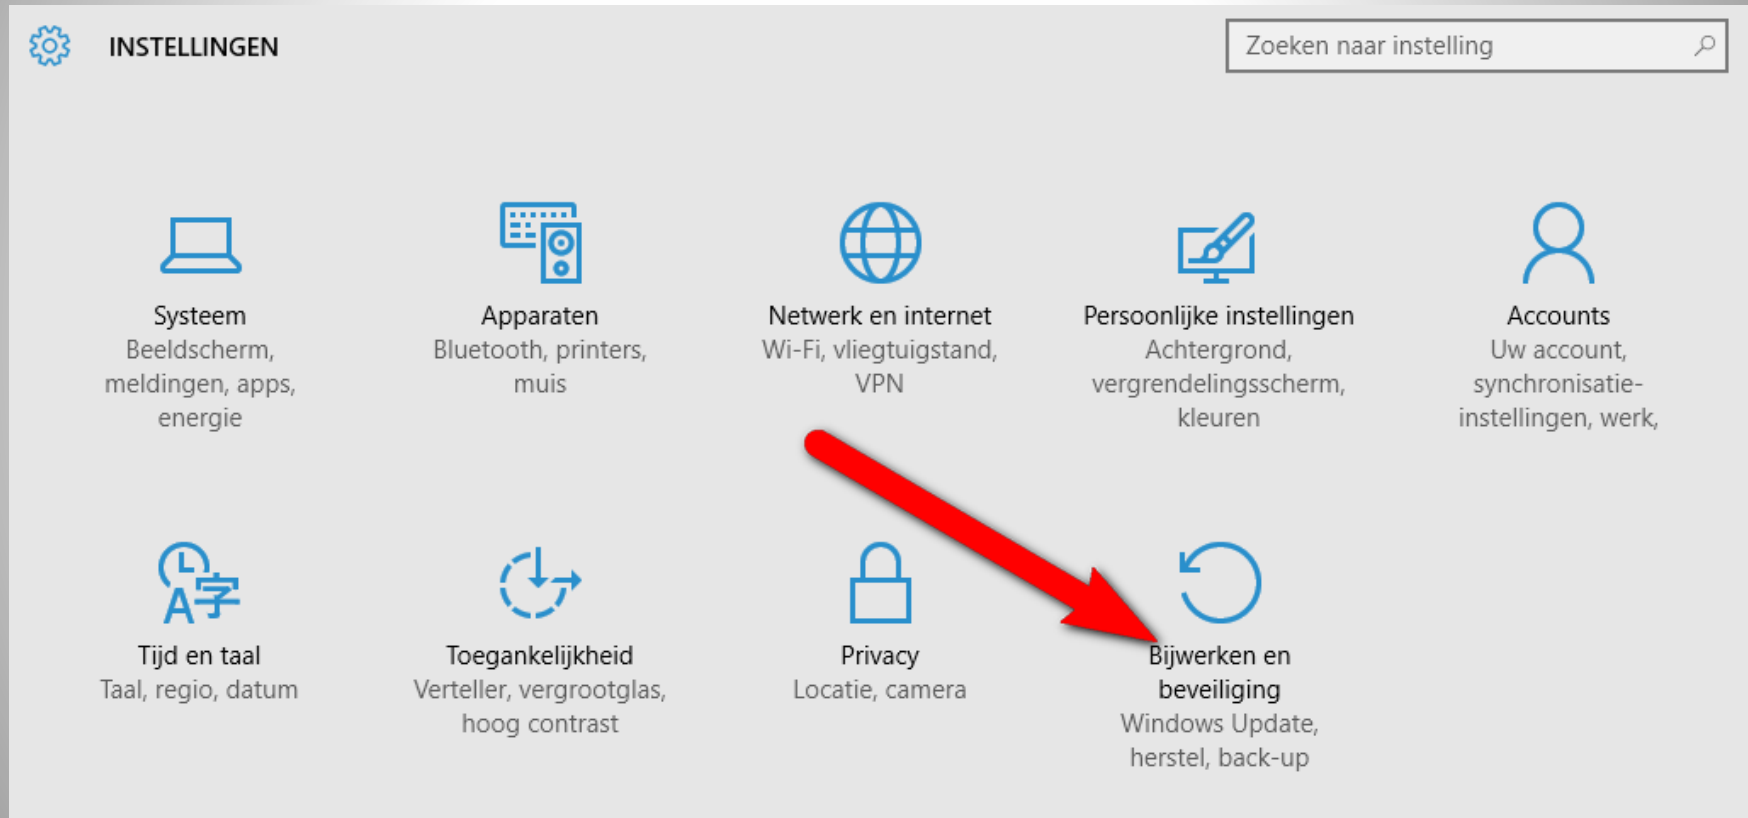 INSTELLINGEN
Zoeken naar instelling
Systeem
Beeldscherm,
meldingen, apps,
energie
Apparaten
Bluetooth, printers,
muis
Netwerk en internet
Wi-Fi, vliegtuigstand,
VPN
Persoonlijke instellingen
Achtergrond,
vergrendelingsscherm,
kleuren
Accounts
Uw account,
synchronisatie-
instellingen, werk,
A字
Tijd en taal
Taal, regio, datum
Toegankelijkheid
Verteller, vergrootglas,
hoog contrast
Privacy
Locatie, camera
Bijwerken en
beveiliging
Windows Update,
herstel, back-up